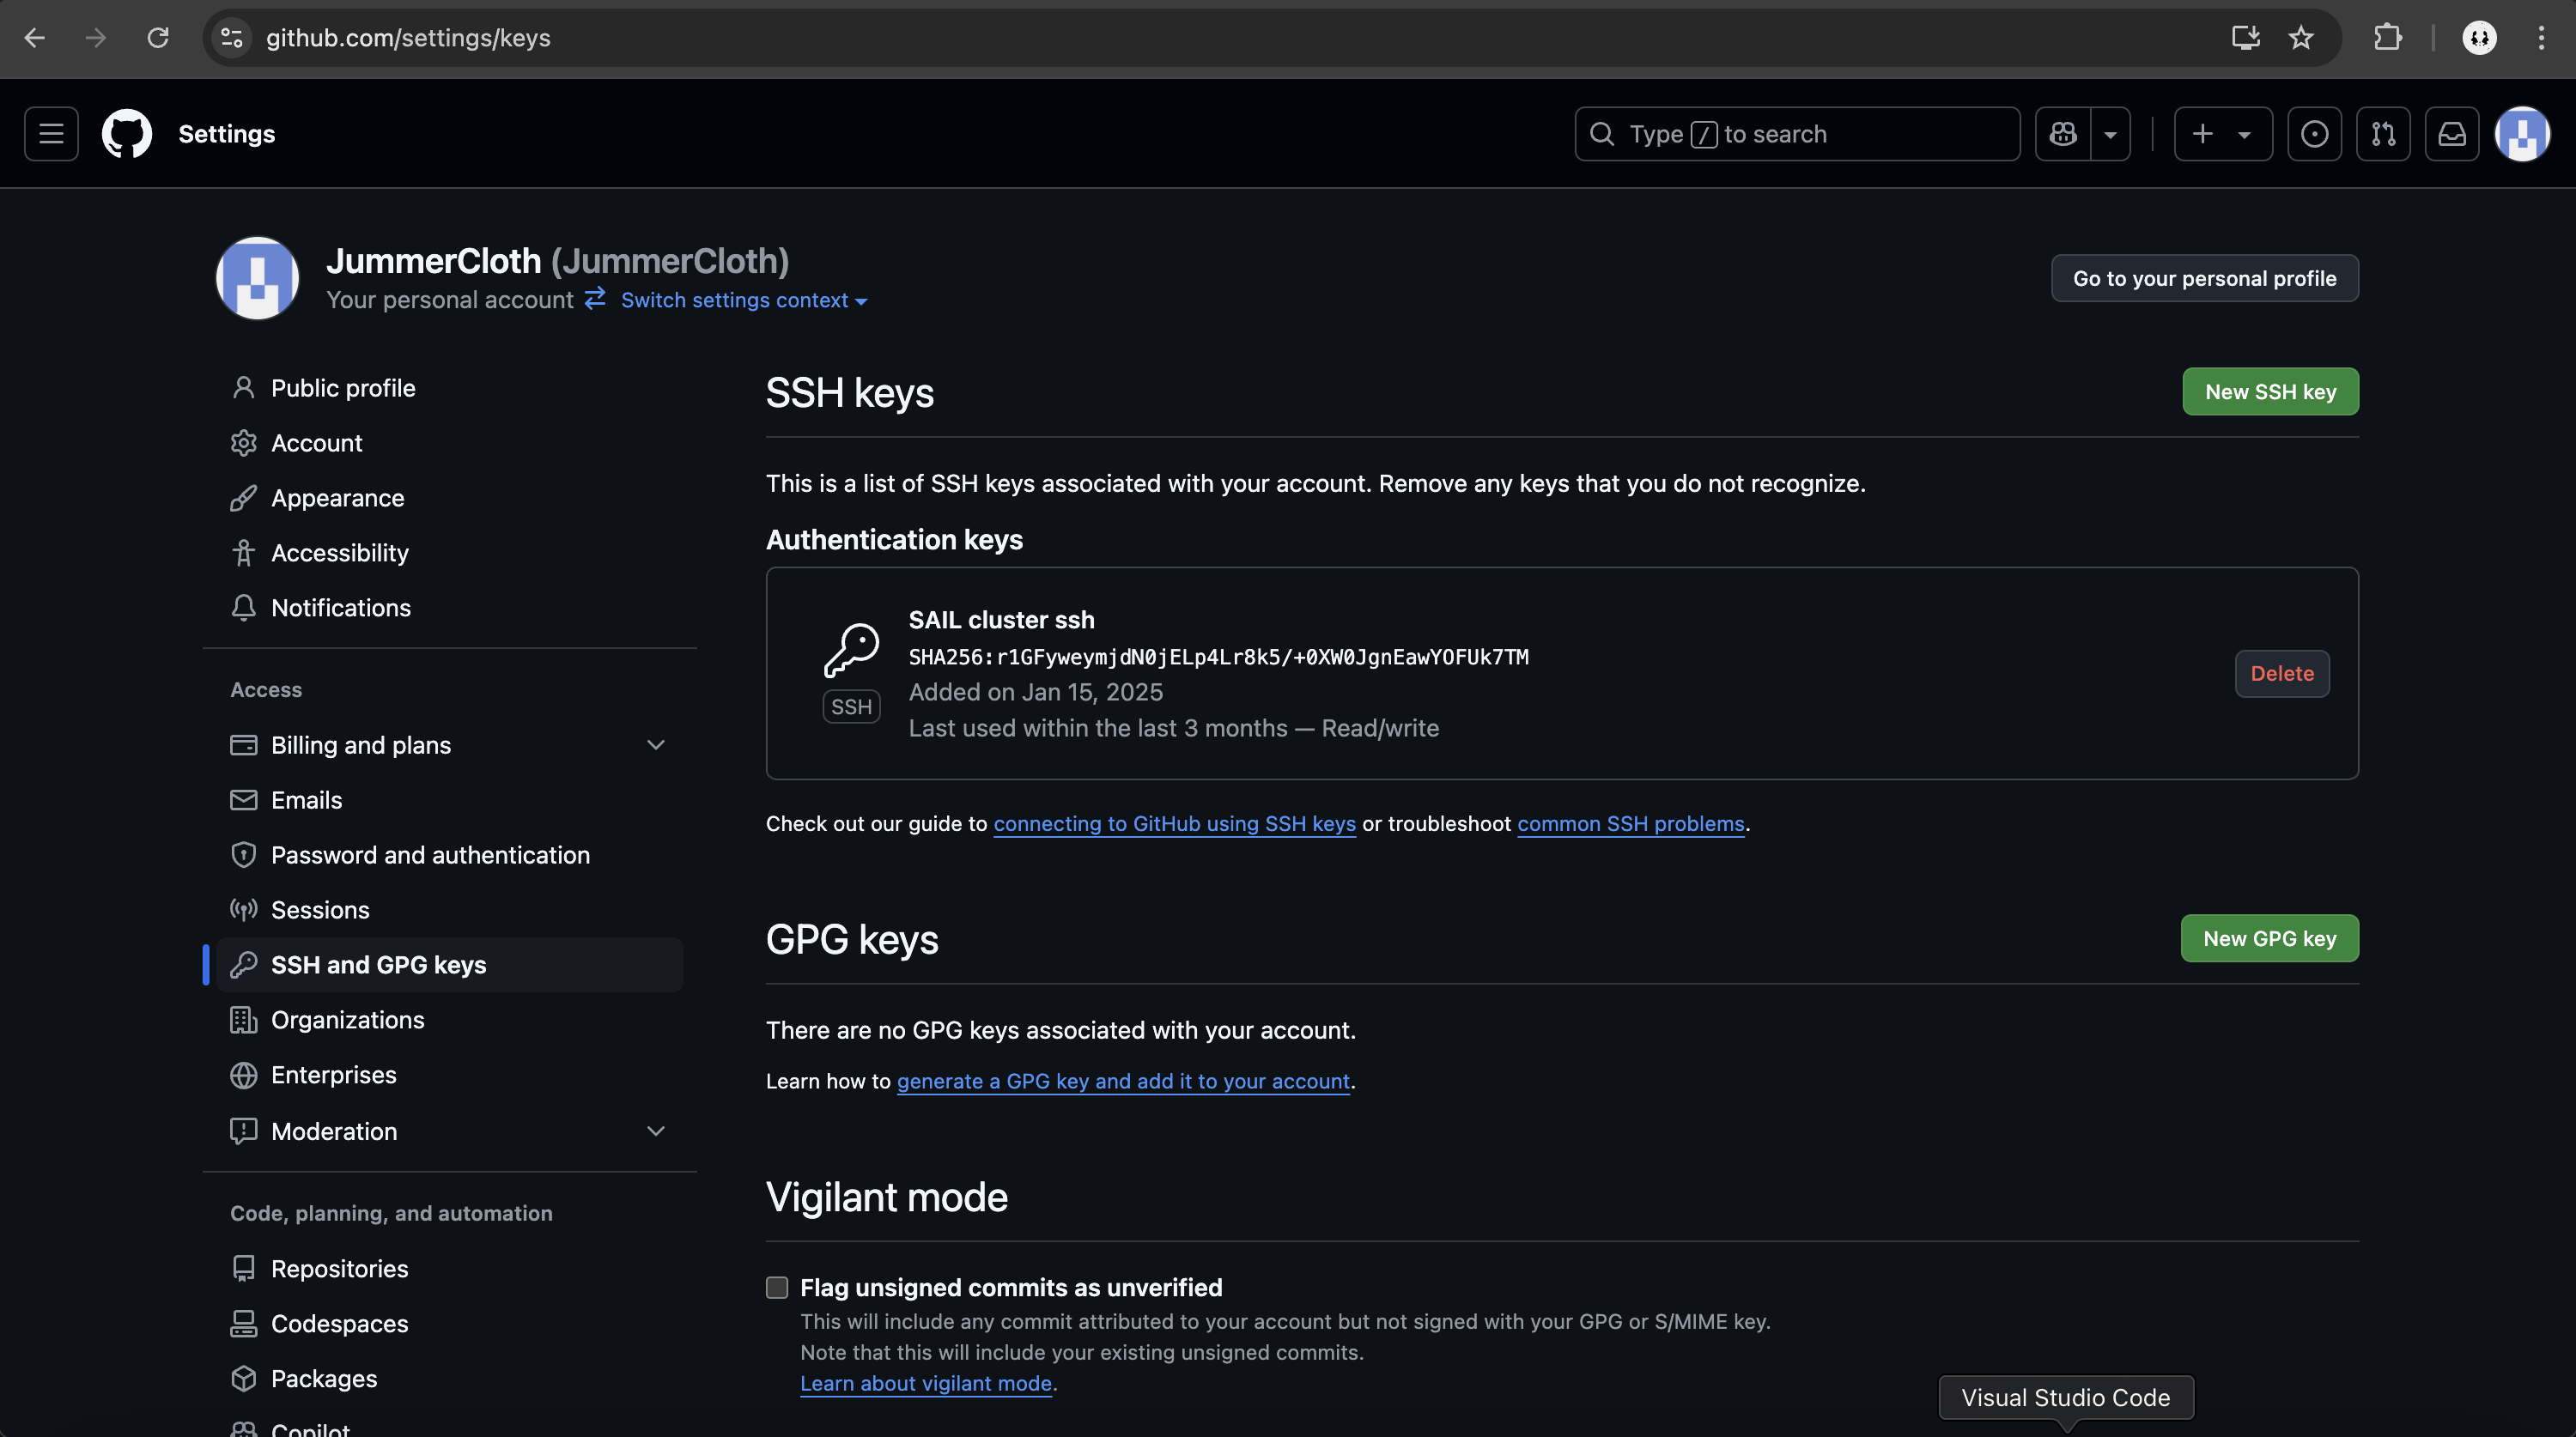 github.com/settings/keys
Settings
Type / to search
JummerCloth (JummerCloth)
Your personal account Switch settings context
Go to your personal profile
Public profile
Account
Appearance
Accessibility
Notifications
Access
Billing and plans
Emails
Password and authentication
Sessions
SSH and GPG keys
Organizations
Enterprises
Moderation
Code, planning, and automation
Repositories
Codespaces
Packages
Copilot
SSH keys
New SSH key
This is a list of SSH keys associated with your account. Remove any keys that you do not recognize.
Authentication keys
SAIL cluster ssh
SHA256:r1GFyweymjdN0jELp4Lr8k5/+0XW0JgnEawYOFUk7TM
Added on Jan 15, 2025
Last used within the last 3 months — Read/write
SSH
Delete
Check out our guide to connecting to GitHub using SSH keys or troubleshoot common SSH problems.
GPG keys
New GPG key
There are no GPG keys associated with your account.
Learn how to generate a GPG key and add it to your account.
Vigilant mode
Flag unsigned commits as unverified
This will include any commit attributed to your account but not signed with your GPG or S/MIME key.
Note that this will include your existing unsigned commits.
Learn about vigilant mode.
Visual Studio Code